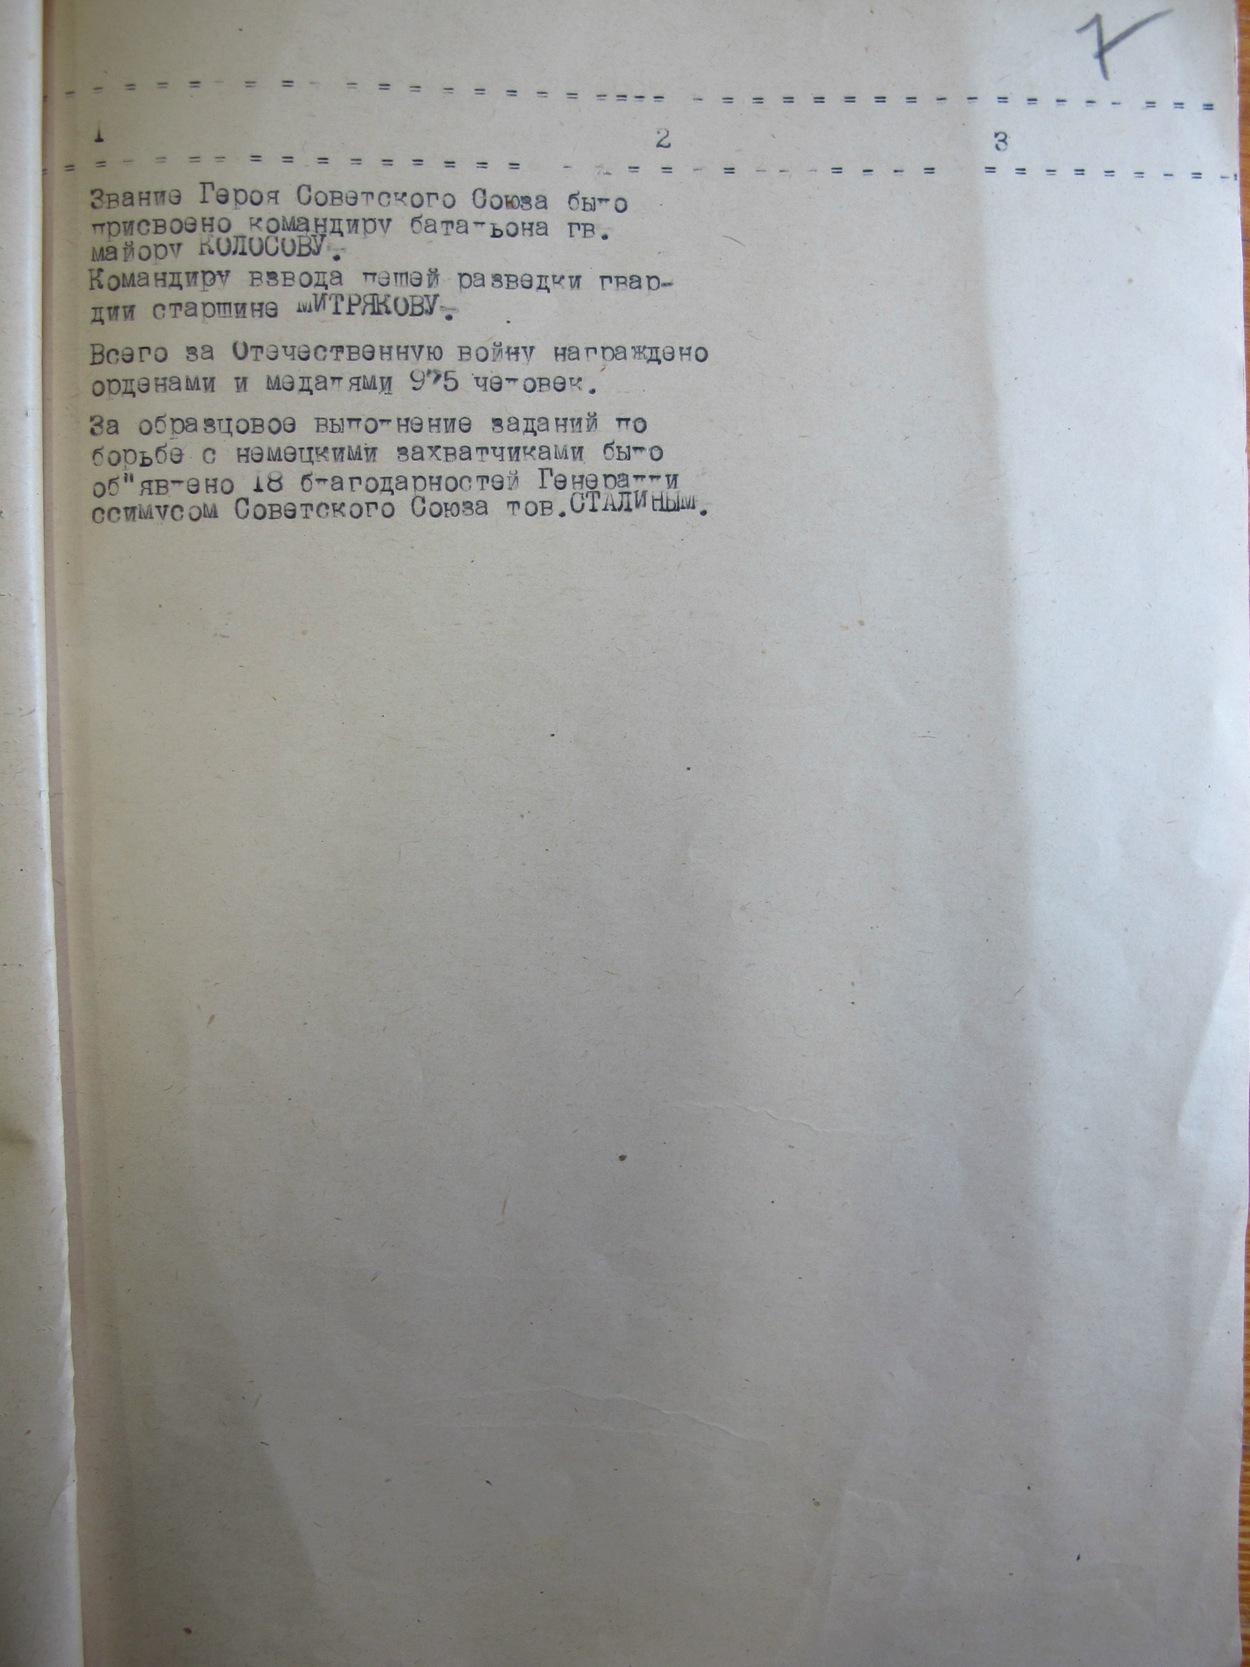 7
1 2 3
Звание Героя Советского Союза было
присвоено командиру батальона гв.
майору КОЛОСОВУ.
Командиру взвода пешей разведки гвар-
дии старшине МИТРЯКОВУ.
Всего за Отечественную войну награждено
орденами и медалями 975 человек.
За образцовое выполнение заданий по
борьбе с немецкими захватчиками было
об"явлено 18 благодарностей Генерали
ссимусом Советского Союза тов.СТАЛИНЫМ.